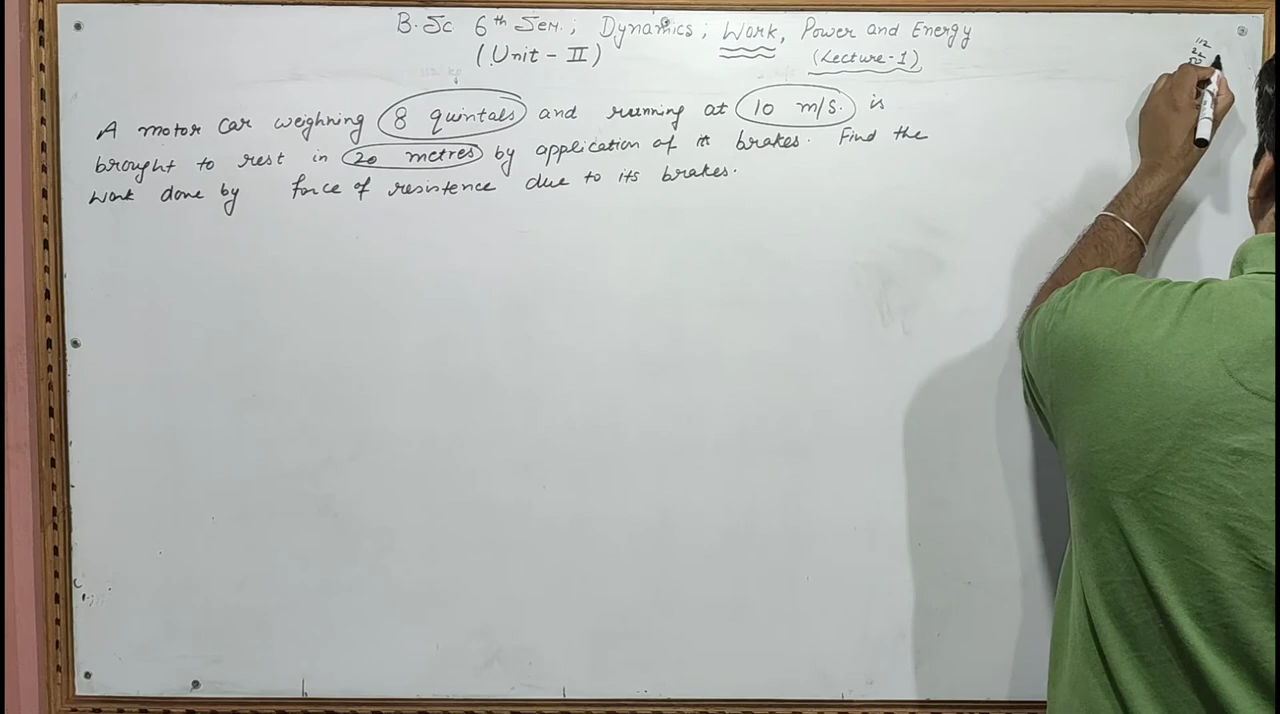 B.Sc 6th Sem.; Dynamics; Work, Power and Energy
(Unit - II) (Lecture-1)
A motor car weighning 8 quintals and running at 10 m/s. is
brought to rest in 20 metres by application of its brakes. Find the
work done by force of resistence due to its brakes.
112